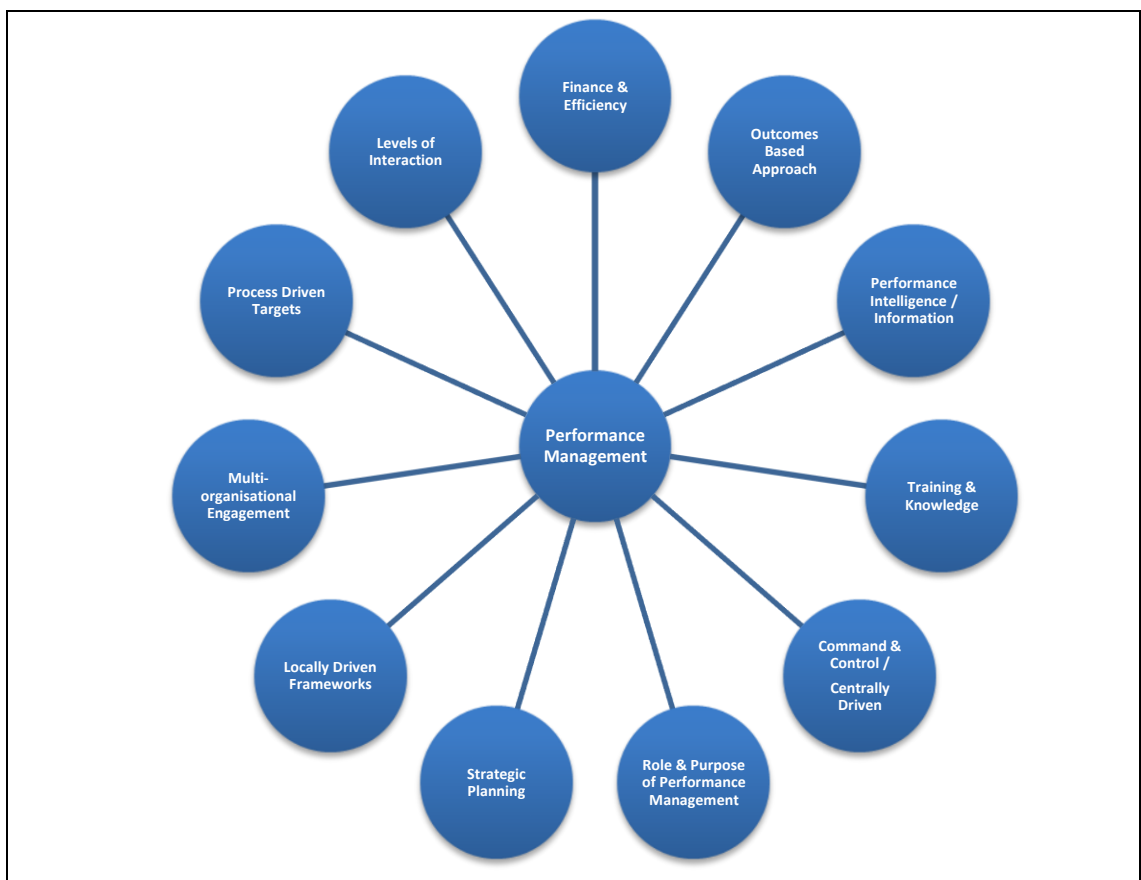 Finance &
Efficiency
Outcomes
Based
Approach
Performance
Intelligence /
Information
Training &
Knowledge
Command &
Control /
Centrally
Driven
Role & Purpose
of Performance
Management
Strategic
Planning
Locally Driven
Frameworks
Multi-
organisational
Engagement
Process Driven
Targets
Levels of
Interaction
Performance
Management